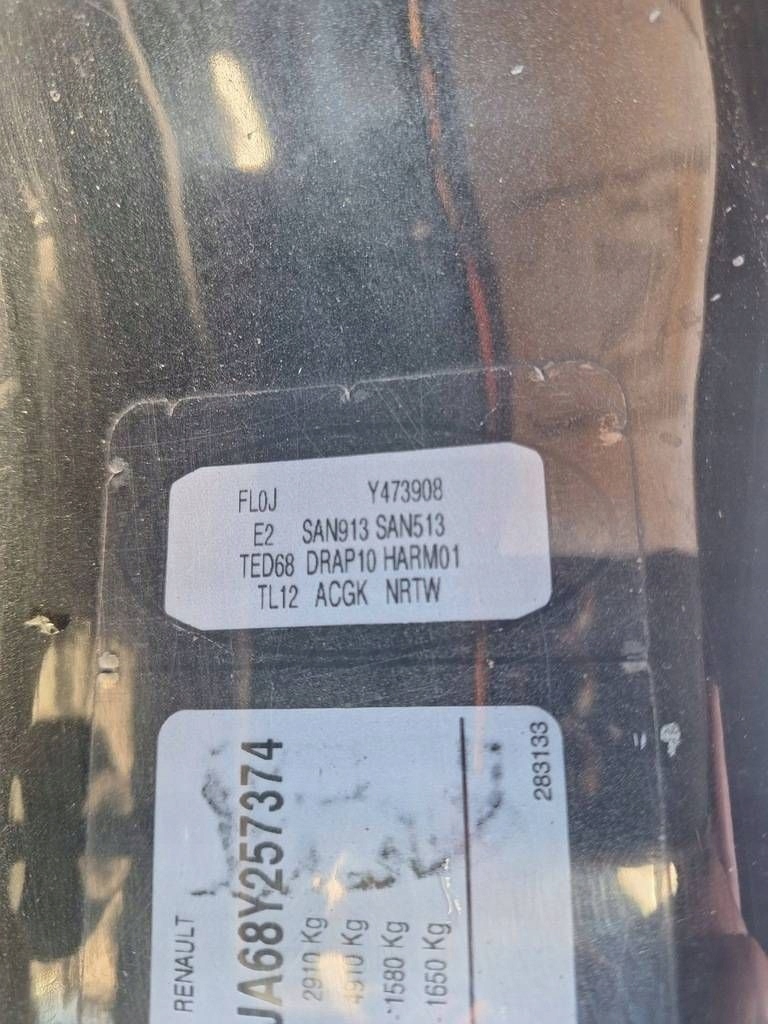 FL0J Y473908
E2 SAN913 SAN513
TED68 DRAP10 HARM01
TL12 ACGK NRTW
283133
RENAULT
JA68Y257374
2910 Kg
4910 Kg
- 1580 Kg
- 1650 Kg